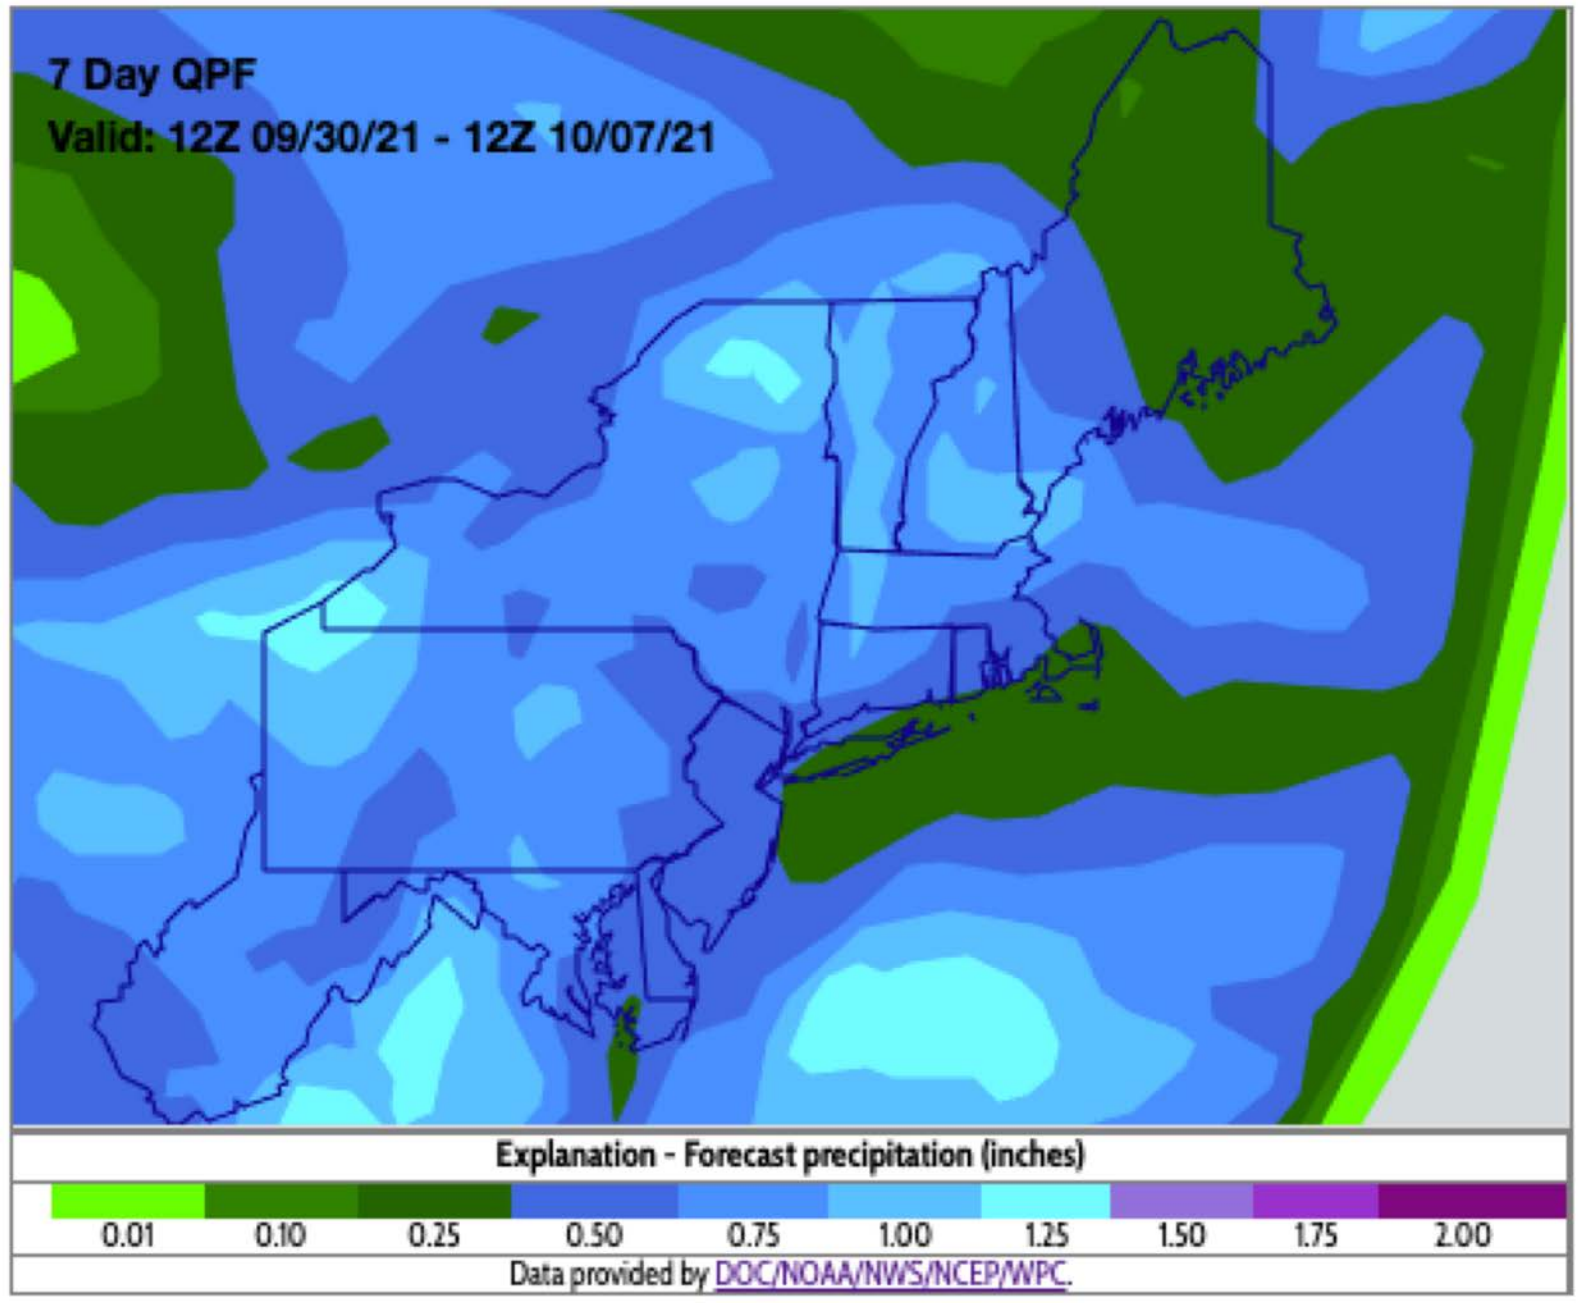 7 Day QPF
Valid: 12Z 09/30/21 - 12Z 10/07/21
Explanation - Forecast precipitation (inches)
0.01 0.10 0.25 0.50 0.75 1.00 1.25 1.50 1.75 2.00
Data provided by DOC/NOAA/NWS/NCEP/WPC.